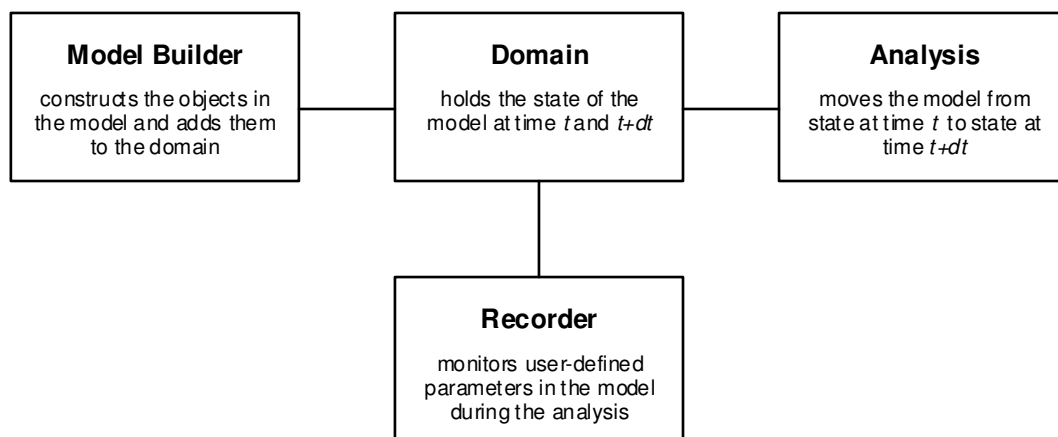 Model Builder
constructs the objects in
the model and adds them
to the domain
Domain
holds the state of the
model at time t and t+dt
Analysis
moves the model from
state at time t to state at
time t+dt
Recorder
monitors user-defined
parameters in the model
during the analysis